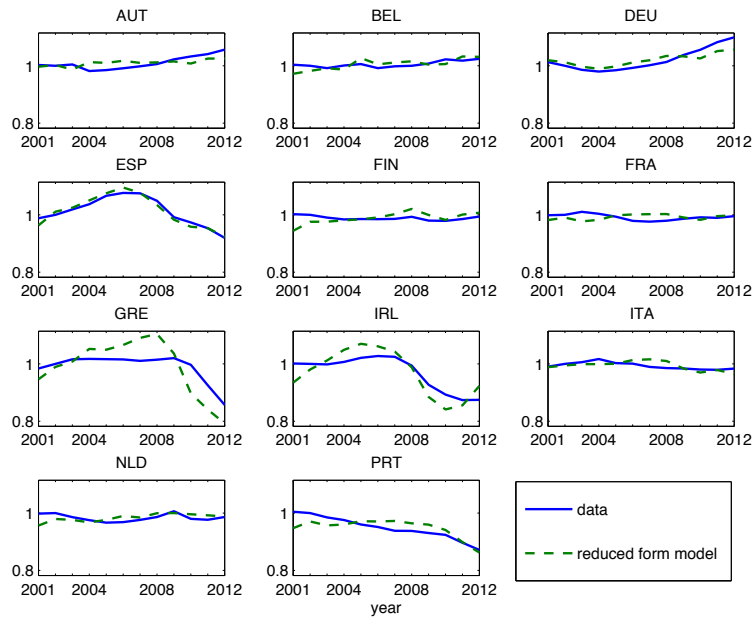 AUT BEL DEU
1 1 1
0.8 0.8 0.8
2001 2004 2008 2012 2001 2004 2008 2012 2001 2004 2008 2012
ESP FIN FRA
1 1 1
0.8 0.8 0.8
2001 2004 2008 2012 2001 2004 2008 2012 2001 2004 2008 2012
GRE IRL ITA
1 1 1
0.8 0.8 0.8
2001 2004 2008 2012 2001 2004 2008 2012 2001 2004 2008 2012
NLD PRT
1 1
data
reduced form model
0.8 0.8
2001 2004 2008 2012 2001 2004 2008 2012
year